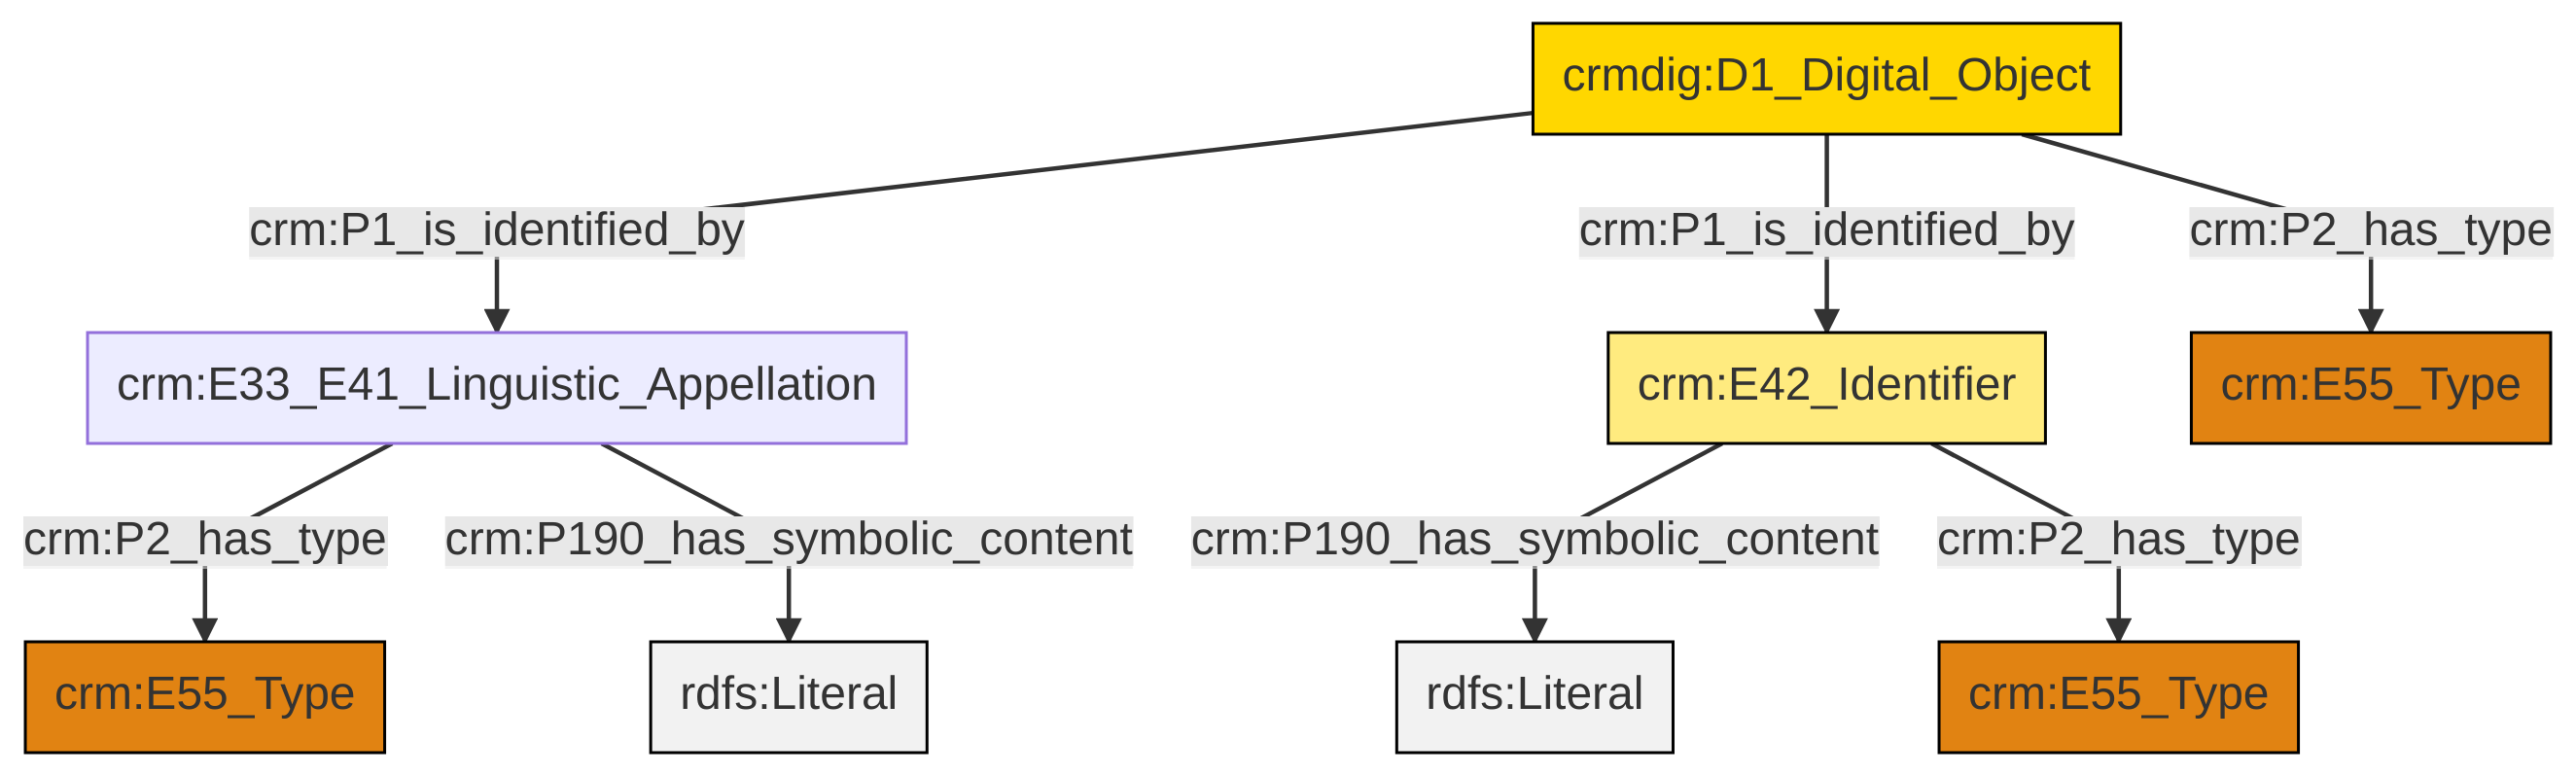 crmdig:D1_Digital_Object
crm:P1_is_identified_by
crm:P1_is_identified_by
crm:P2_has_type
crm:E33_E41_Linguistic_Appellation
crm:E42_Identifier
crm:E55_Type
crm:P2_has_type
crm:P190_has_symbolic_content
crm:P190_has_symbolic_content
crm:P2_has_type
crm:E55_Type
rdfs:Literal
rdfs:Literal
crm:E55_Type